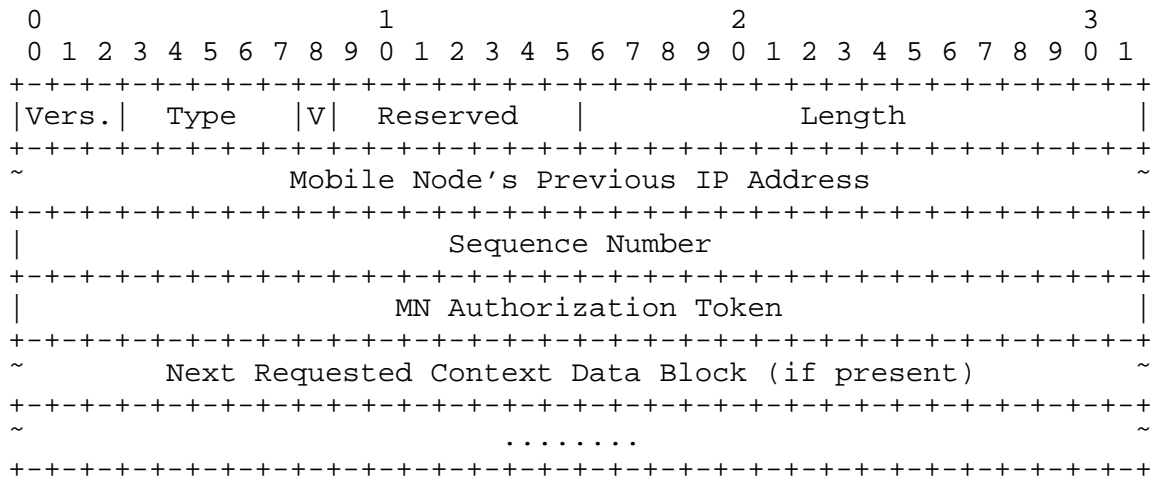 0                   1                   2                   3
 0 1 2 3 4 5 6 7 8 9 0 1 2 3 4 5 6 7 8 9 0 1 2 3 4 5 6 7 8 9 0 1
+-+-+-+-+-+-+-+-+-+-+-+-+-+-+-+-+-+-+-+-+-+-+-+-+-+-+-+-+-+-+-+-+
|Vers.|  Type   |V|  Reserved   |            Length             |
+-+-+-+-+-+-+-+-+-+-+-+-+-+-+-+-+-+-+-+-+-+-+-+-+-+-+-+-+-+-+-+-+
~               Mobile Node’s Previous IP Address               ~
+-+-+-+-+-+-+-+-+-+-+-+-+-+-+-+-+-+-+-+-+-+-+-+-+-+-+-+-+-+-+-+-+
|                        Sequence Number                        |
+-+-+-+-+-+-+-+-+-+-+-+-+-+-+-+-+-+-+-+-+-+-+-+-+-+-+-+-+-+-+-+-+
|                     MN Authorization Token                    |
+-+-+-+-+-+-+-+-+-+-+-+-+-+-+-+-+-+-+-+-+-+-+-+-+-+-+-+-+-+-+-+-+
~        Next Requested Context Data Block (if present)         ~
+-+-+-+-+-+-+-+-+-+-+-+-+-+-+-+-+-+-+-+-+-+-+-+-+-+-+-+-+-+-+-+-+
~                           ........                            ~
+-+-+-+-+-+-+-+-+-+-+-+-+-+-+-+-+-+-+-+-+-+-+-+-+-+-+-+-+-+-+-+-+